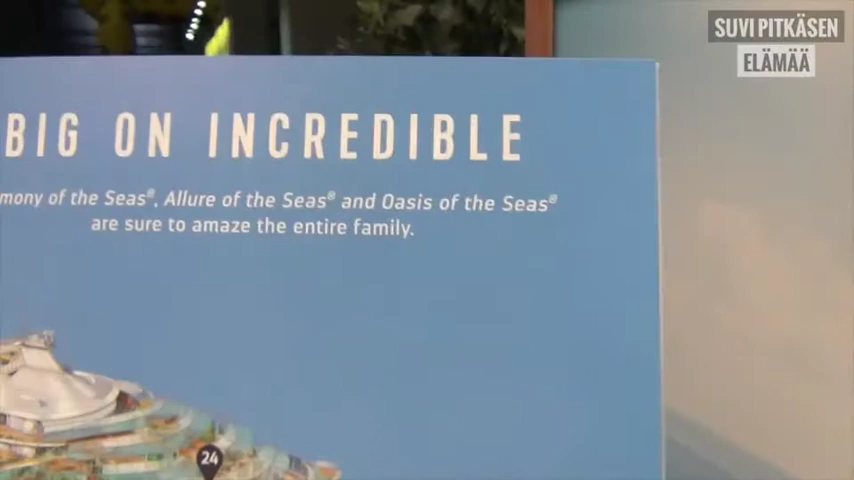 SUVI PITKÄSEN
ELÄMÄÄ
BIG ON INCREDIBLE
mony of the Seas®, Allure of the Seas® and Oasis of the Seas®
are sure to amaze the entire family.
24